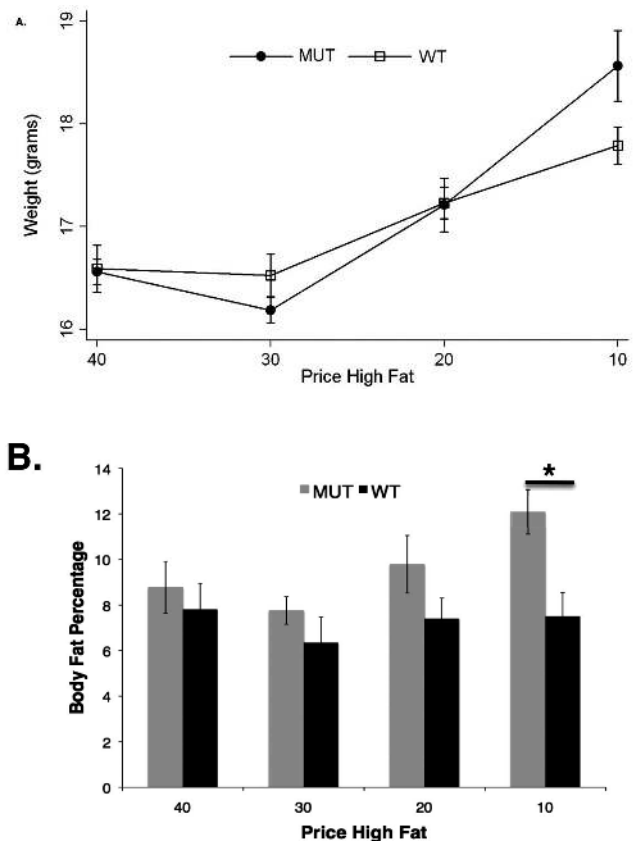 A.
MUT WT
Weight (grams)
19
18
17
16
40 30 20 10
Price High Fat
B.
MUT WT
*
Body Fat Percentage
14
12
10
8
6
4
2
0
40 30 20 10
Price High Fat